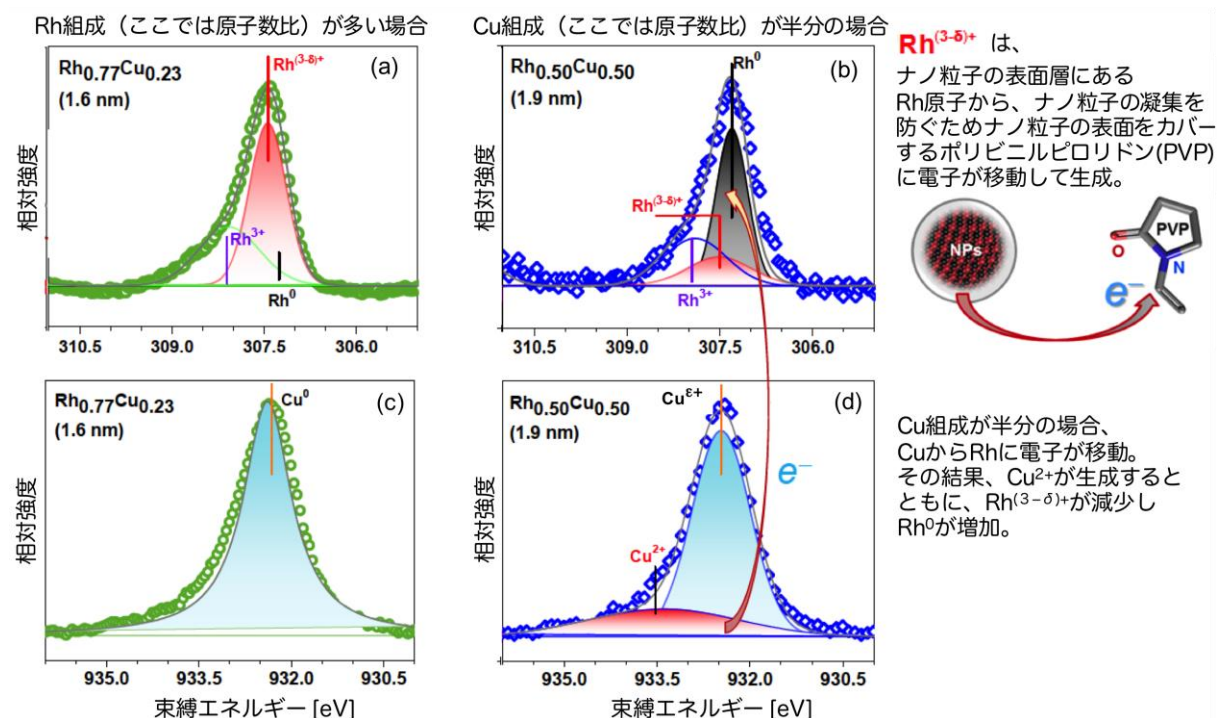 Rh組成（ここでは原子数比）が多い場合
Rh0.77Cu0.23
(1.6 nm)
(a)
Rh(3-δ)+
Rh3+
Rh0
相対強度
310.5 309.0 307.5 306.0
Cu組成（ここでは原子数比）が半分の場合
Rh0.50Cu0.50
(1.9 nm)
(b)
Rh0
Rh(3-δ)+
Rh3+
相対強度
310.5 309.0 307.5 306.0
Rh(3-δ)+ は、
ナノ粒子の表面層にある
Rh原子から、ナノ粒子の凝集を
防ぐためナノ粒子の表面をカバー
するポリビニルピロリドン(PVP)
に電子が移動して生成。
NPs
PVP
O
N
e−
Rh0.77Cu0.23
(1.6 nm)
(c)
Cu0
相対強度
935.0 933.5 932.0 930.5
束縛エネルギー [eV]
Rh0.50Cu0.50
(1.9 nm)
(d)
Cuε+
Cu2+
e−
相対強度
935.0 933.5 932.0 930.5
束縛エネルギー [eV]
Cu組成が半分の場合、
CuからRhに電子が移動。
その結果、Cu2+が生成すると
ともに、Rh(3−δ)+が減少し
Rh0が増加。